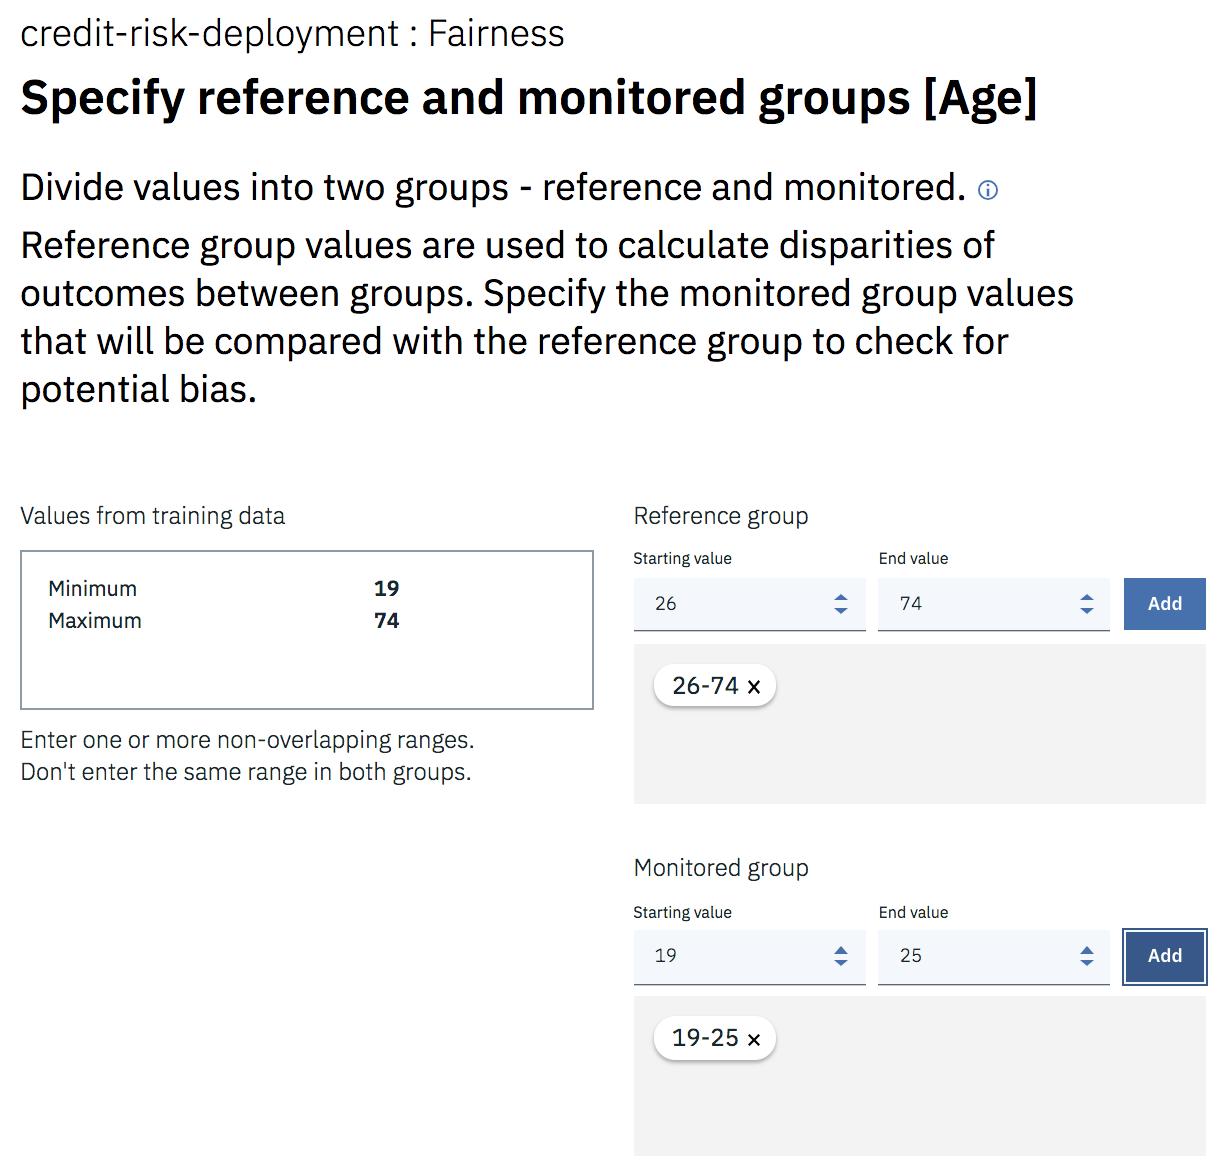 credit-risk-deployment : Fairness
Specify reference and monitored groups [Age]
Divide values into two groups - reference and monitored.
Reference group values are used to calculate disparities of
outcomes between groups. Specify the monitored group values
that will be compared with the reference group to check for
potential bias.
Values from training data
Minimum 19
Maximum 74
Enter one or more non-overlapping ranges.
Don't enter the same range in both groups.
Reference group
Starting value End value
26 74 Add
26-74 ×
Monitored group
Starting value End value
19 25 Add
19-25 ×